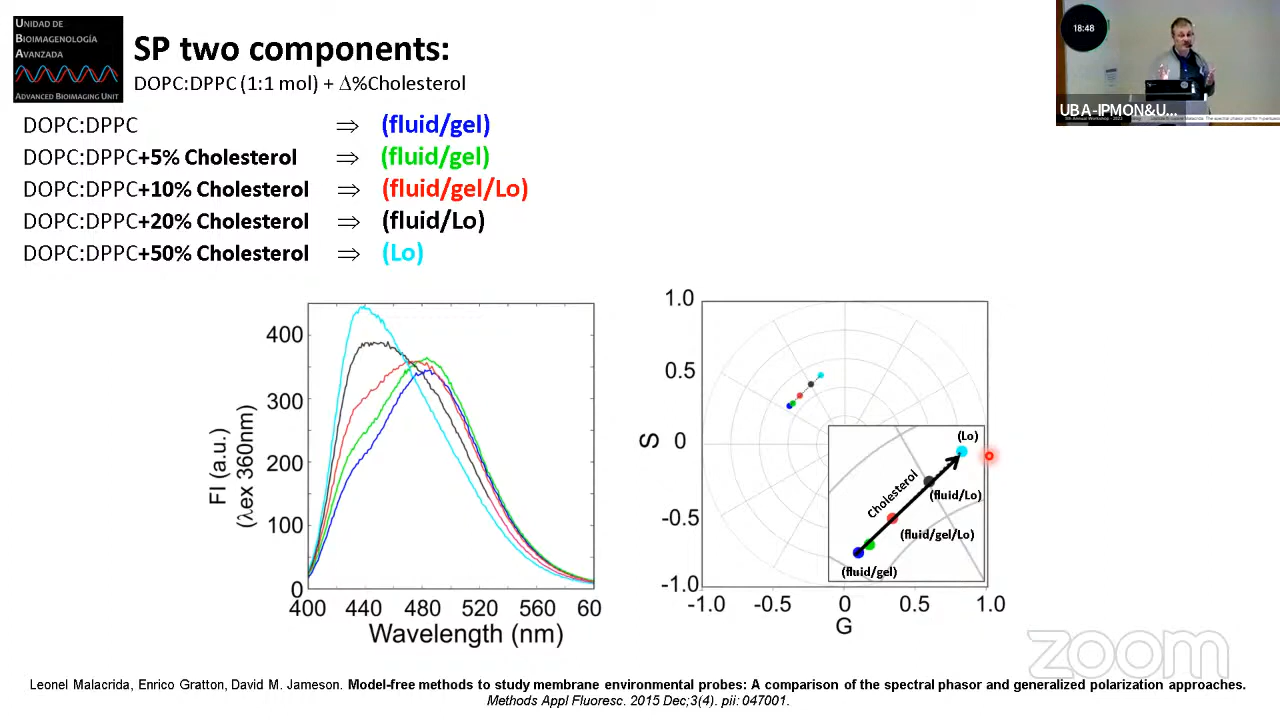 UNIDAD DE
BIOIMAGENOLOGÍA
AVANZADA
ADVANCED BIOIMAGING UNIT
SP two components:
DOPC:DPPC (1:1 mol) + Δ%Cholesterol
DOPC:DPPC ⇒ (fluid/gel)
DOPC:DPPC+5% Cholesterol ⇒ (fluid/gel)
DOPC:DPPC+10% Cholesterol ⇒ (fluid/gel/Lo)
DOPC:DPPC+20% Cholesterol ⇒ (fluid/Lo)
DOPC:DPPC+50% Cholesterol ⇒ (Lo)
18:48
UBA-IPMON&U...
400
300
200
100
0
FI (a.u.)
(λex 360nm)
400 440 480 520 560 60
Wavelength (nm)
1.0
0.5
0
-0.5
-1.0
S
-1.0 -0.5 0 0.5 1.0
G
(Lo)
Cholesterol
(fluid/Lo)
(fluid/gel/Lo)
(fluid/gel)
zoom
Leonel Malacrida, Enrico Gratton, David M. Jameson. Model-free methods to study membrane environmental probes: A comparison of the spectral phasor and generalized polarization approaches.
Methods Appl Fluoresc. 2015 Dec;3(4). pii: 047001.